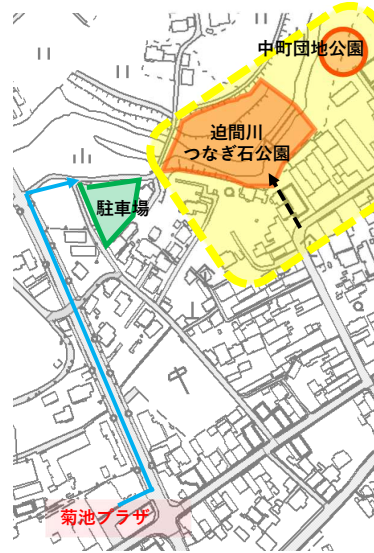 中町団地公園
迫間川
つなぎ石公園
駐車場
中
菊池プラザ